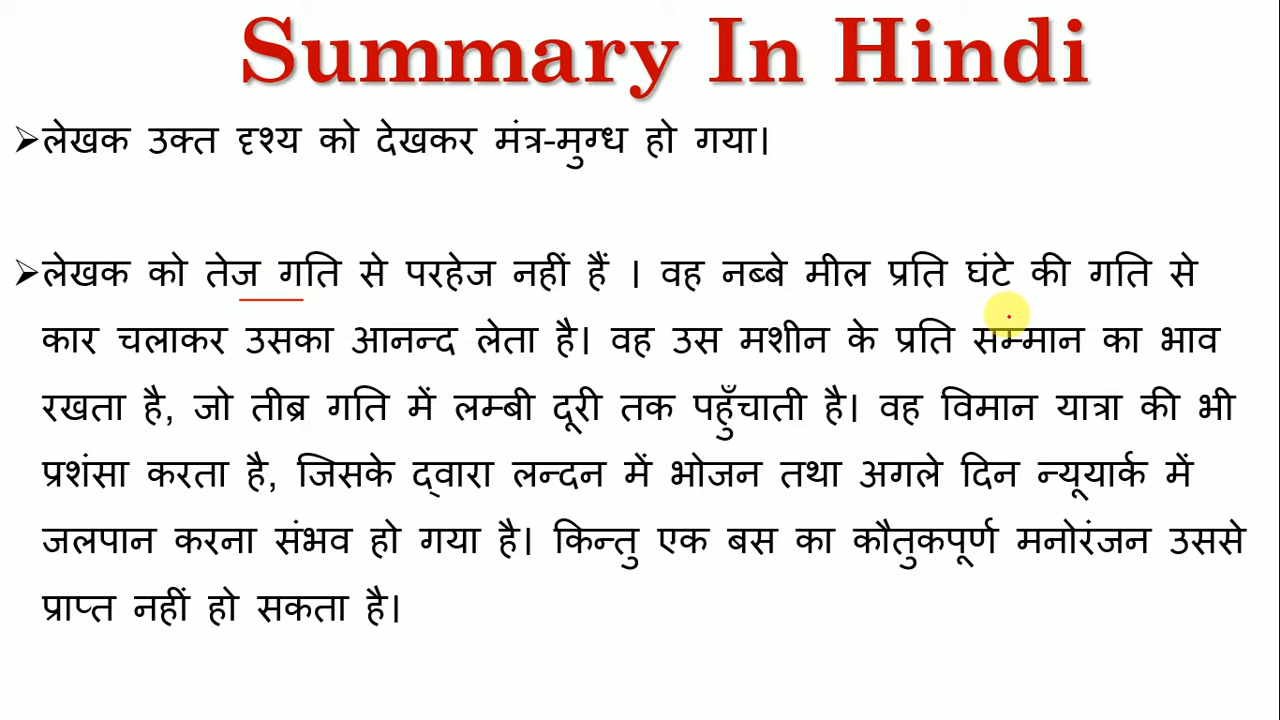 Summary In Hindi
➢लेखक उक्त दृश्य को देखकर मंत्र-मुग्ध हो गया।
➢लेखक को तेज गति से परहेज नहीं हैं । वह नब्बे मील प्रति घंटे की गति से
कार चलाकर उसका आनन्द लेता है। वह उस मशीन के प्रति सम्मान का भाव
रखता है, जो तीब्र गति में लम्बी दूरी तक पहुँचाती है। वह विमान यात्रा की भी
प्रशंसा करता है, जिसके द्वारा लन्दन में भोजन तथा अगले दिन न्यूयार्क में
जलपान करना संभव हो गया है। किन्तु एक बस का कौतुकपूर्ण मनोरंजन उससे
प्राप्त नहीं हो सकता है।